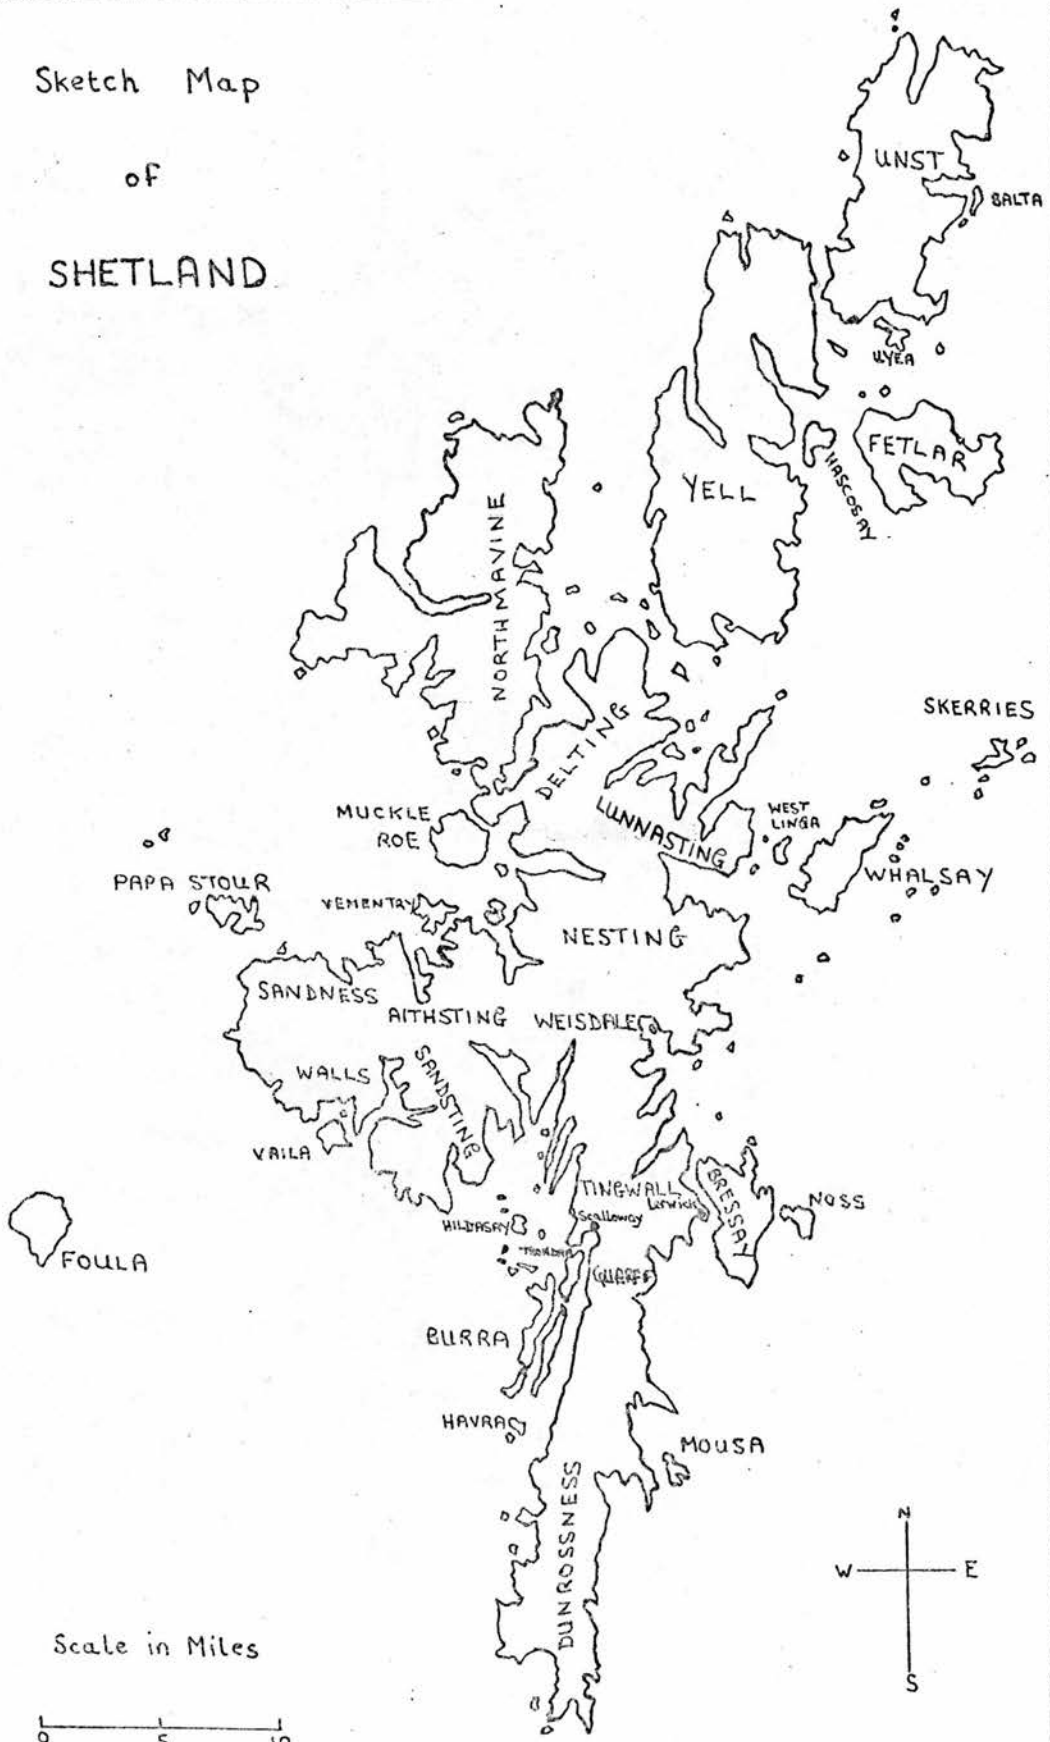 Sketch Map
of
SHETLAND
UNST
BALTA
UYEA
FETLAR
HASCOSAY
YELL
NORTHMAVINE
DELTING
SKERRIES
LUNNASTING
WEST
LINGA
WHALSAY
MUCKLE
ROE
PAPA STOUR
VEMENTRY
NESTING
SANDNESS
AITHSTING
WEISDALE
WALLS
SANDSTING
VAILA
TINGWALL
Lerwick
BRESSAY
NOSS
Scalloway
HILDASAY
TRONDRA
FOULA
QUARFF
BURRA
HAVRA
MOUSA
DUNROSSNESS
N
W
E
S
Scale in Miles
0 5 10